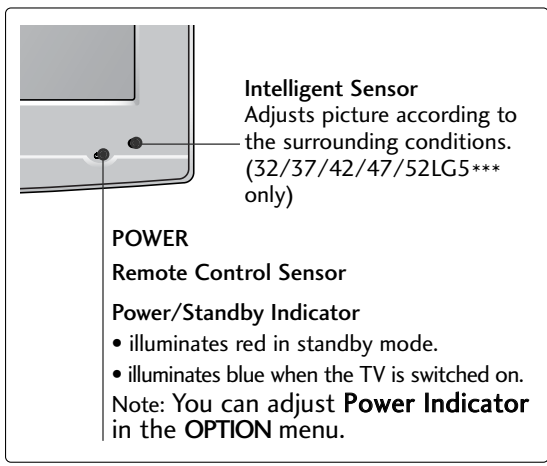 Intelligent Sensor
Adjusts picture according to
the surrounding conditions.
(32/37/42/47/52LG5***
only)
POWER
Remote Control Sensor
Power/Standby Indicator
• illuminates red in standby mode.
• illuminates blue when the TV is switched on.
Note: You can adjust Power Indicator
in the OPTION menu.